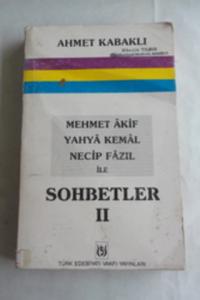 AHMET KABAKLI
MEHMET ÂKİF
YAHYÂ KEMÂL
NECİP FÂZIL
İLE
SOHBETLER
II
TÜRK EDEBİYATI VAKFI YAYINLARI